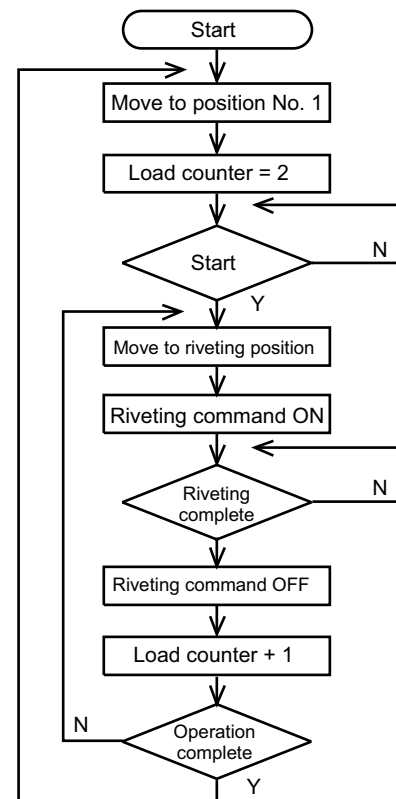 Start
Move to position No. 1
Load counter = 2
Start
N
Y
Move to riveting position
Riveting command ON
Riveting
complete
N
Riveting command OFF
Load counter + 1
N
Operation
complete
Y